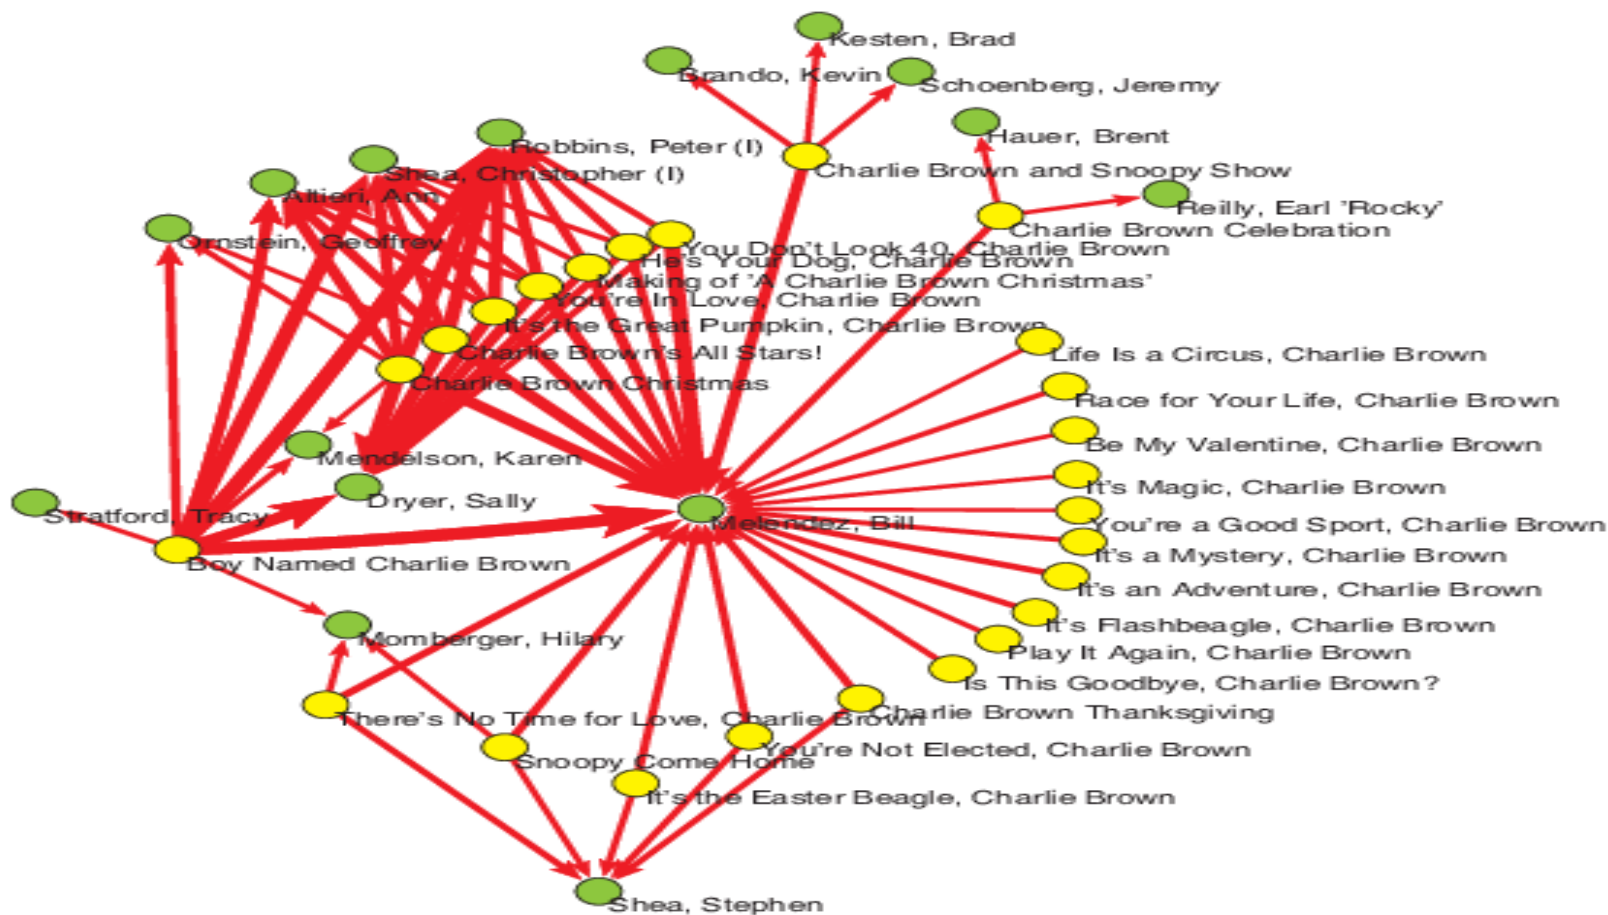 Kesten, Brad
Brando, Kevin
Schoenberg, Jeremy
Hauer, Brent
Robbins, Peter (I)
Charlie Brown and Snoopy Show
Shea, Christopher (I)
Altieri, Ann
Reilly, Earl 'Rocky'
Charlie Brown Celebration
Ornstein, Geoffrey
You Don't Look 40, Charlie Brown
He's Your Dog, Charlie Brown
Making of 'A Charlie Brown Christmas'
You're In Love, Charlie Brown
It's the Great Pumpkin, Charlie Brown
Charlie Brown's All Stars!
Life Is a Circus, Charlie Brown
Charlie Brown Christmas
Race for Your Life, Charlie Brown
Be My Valentine, Charlie Brown
Mendelson, Karen
It's Magic, Charlie Brown
Dryer, Sally
Stratford, Tracy
Melendez, Bill
You're a Good Sport, Charlie Brown
It's a Mystery, Charlie Brown
Boy Named Charlie Brown
It's an Adventure, Charlie Brown
It's Flashbeagle, Charlie Brown
Momberger, Hilary
Play It Again, Charlie Brown
Is This Goodbye, Charlie Brown?
Charlie Brown Thanksgiving
There's No Time for Love, Charlie Brown
You're Not Elected, Charlie Brown
Snoopy Come Home
It's the Easter Beagle, Charlie Brown
Shea, Stephen